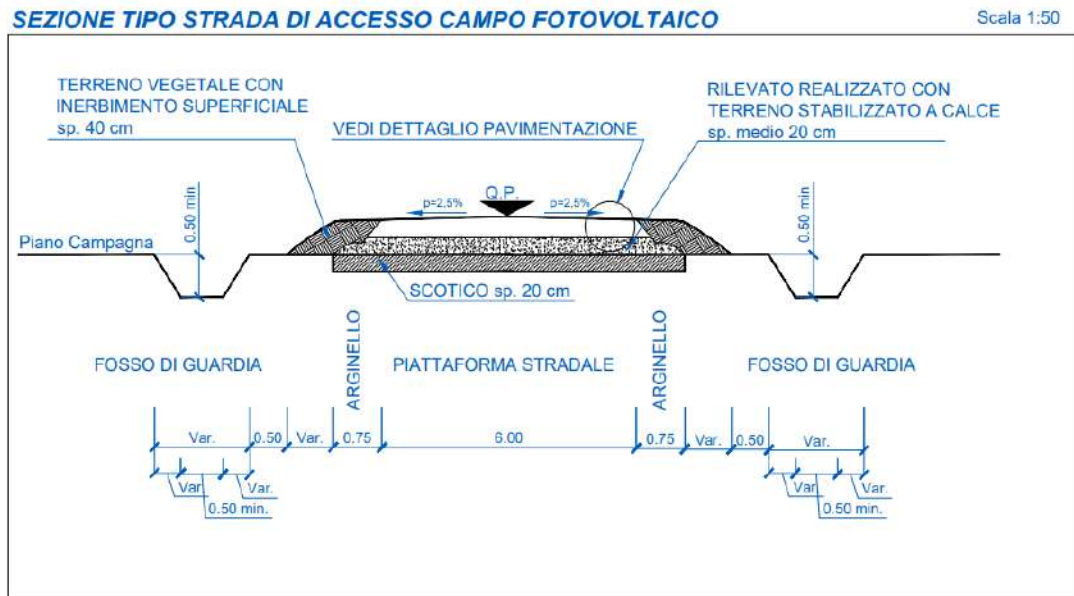 SEZIONE TIPO STRADA DI ACCESSO CAMPO FOTOVOLTAICO
Scala 1:50
TERRENO VEGETALE CON
INERBIMENTO SUPERFICIALE
sp. 40 cm
VEDI DETTAGLIO PAVIMENTAZIONE
RILEVATO REALIZZATO CON
TERRENO STABILIZZATO A CALCE
sp. medio 20 cm
0.50 min
p=2,5%
Q.P.
p=2,5%
0.50 min
Piano Campagna
SCOTICO sp. 20 cm
FOSSO DI GUARDIA
ARGINELLO
PIATTAFORMA STRADALE
ARGINELLO
FOSSO DI GUARDIA
Var.
0.50
Var.
0.75
6.00
0.75
Var.
0.50
Var.
Var
Var.
0.50 min.
Var
Var.
0.50 min.